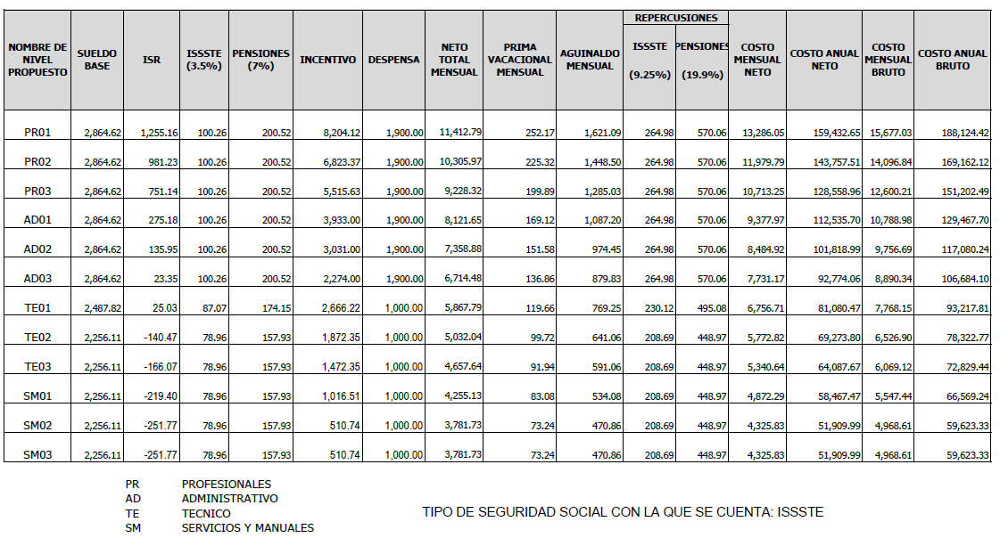 REPERCUSIONES
NOMBRE DE NIVEL PROPUESTO SUELDO BASE ISR ISSSTE (3.5%) PENSIONES (7%) INCENTIVO DESPENSA NETO TOTAL MENSUAL PRIMA VACACIONAL MENSUAL AGUINALDO MENSUAL ISSSTE (9.25%) PENSIONES (19.9%) COSTO MENSUAL NETO COSTO ANUAL NETO COSTO MENSUAL BRUTO COSTO ANUAL BRUTO
PR01 2,864.62 1,255.16 100.26 200.52 8,204.12 1,900.00 11,412.79 252.17 1,621.09 264.98 570.06 13,286.05 159,432.65 15,677.03 188,124.42
PR02 2,864.62 981.23 100.26 200.52 6,823.37 1,900.00 10,305.97 225.32 1,448.50 264.98 570.06 11,979.79 143,757.51 14,096.84 169,162.12
PR03 2,864.62 751.14 100.26 200.52 5,515.63 1,900.00 9,228.32 199.89 1,285.03 264.98 570.06 10,713.25 128,558.96 12,600.21 151,202.49
AD01 2,864.62 275.18 100.26 200.52 3,933.00 1,900.00 8,121.65 169.12 1,087.20 264.98 570.06 9,377.97 112,535.70 10,788.98 129,467.70
AD02 2,864.62 135.95 100.26 200.52 3,031.00 1,900.00 7,358.88 151.58 974.45 264.98 570.06 8,484.92 101,818.99 9,756.69 117,080.24
AD03 2,864.62 23.35 100.26 200.52 2,274.00 1,900.00 6,714.48 136.86 879.83 264.98 570.06 7,731.17 92,774.06 8,890.34 106,684.10
TE01 2,487.82 25.03 87.07 174.15 2,666.22 1,000.00 5,867.79 119.66 769.25 230.12 495.08 6,756.71 81,080.47 7,768.15 93,217.81
TE02 2,256.11 -140.47 78.96 157.93 1,872.35 1,000.00 5,032.04 99.72 641.06 208.69 448.97 5,772.82 69,273.80 6,526.90 78,322.77
TE03 2,256.11 -166.07 78.96 157.93 1,472.35 1,000.00 4,657.64 91.94 591.06 208.69 448.97 5,340.64 64,087.67 6,069.12 72,829.44
SM01 2,256.11 -219.40 78.96 157.93 1,016.51 1,000.00 4,255.13 83.08 534.08 208.69 448.97 4,872.29 58,467.47 5,547.44 66,569.24
SM02 2,256.11 -251.77 78.96 157.93 510.74 1,000.00 3,781.73 73.24 470.86 208.69 448.97 4,325.83 51,909.99 4,968.61 59,623.33
SM03 2,256.11 -251.77 78.96 157.93 510.74 1,000.00 3,781.73 73.24 470.86 208.69 448.97 4,325.83 51,909.99 4,968.61 59,623.33
PR PROFESIONALES
AD ADMINISTRATIVO
TE TECNICO
SM SERVICIOS Y MANUALES
TIPO DE SEGURIDAD SOCIAL CON LA QUE SE CUENTA: ISSSTE